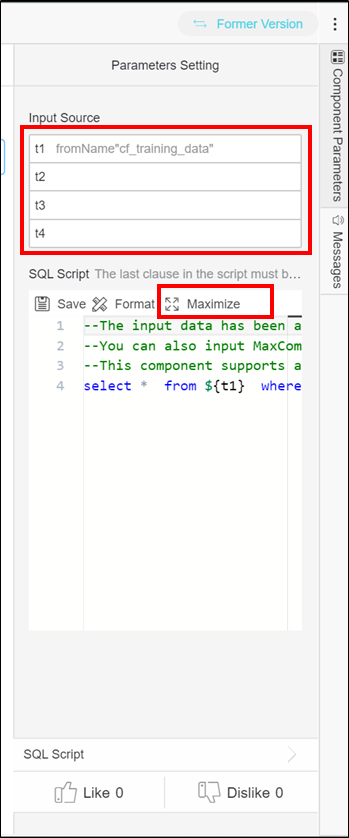 Former Version
Parameters Setting
Component Parameters
Messages
Input Source
t1 fromName"cf_training_data"
t2
t3
t4
SQL Script The last clause in the script must b...
Save Format Maximize
1 --The input data has been a
2 --You can also input MaxCom
3 --This component supports a
4 select * from ${t1} where
SQL Script
Like 0 Dislike 0